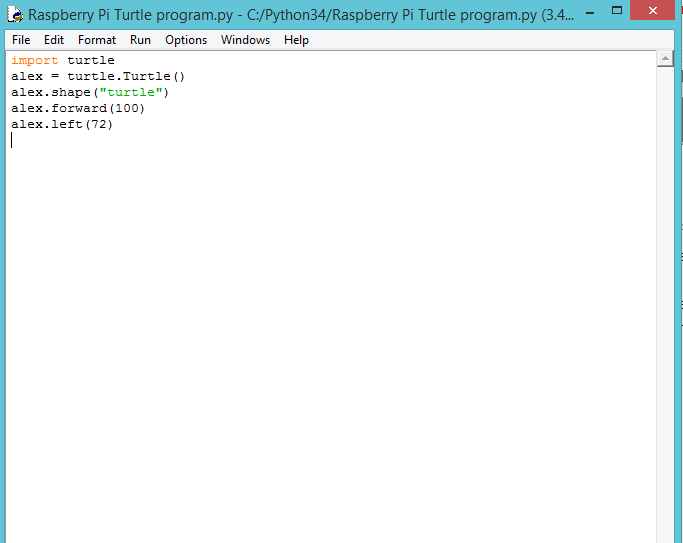 Raspberry Pi Turtle program.py - C:/Python34/Raspberry Pi Turtle program.py (3.4...
File Edit Format Run Options Windows Help
import turtle
alex = turtle.Turtle()
alex.shape("turtle")
alex.forward(100)
alex.left(72)